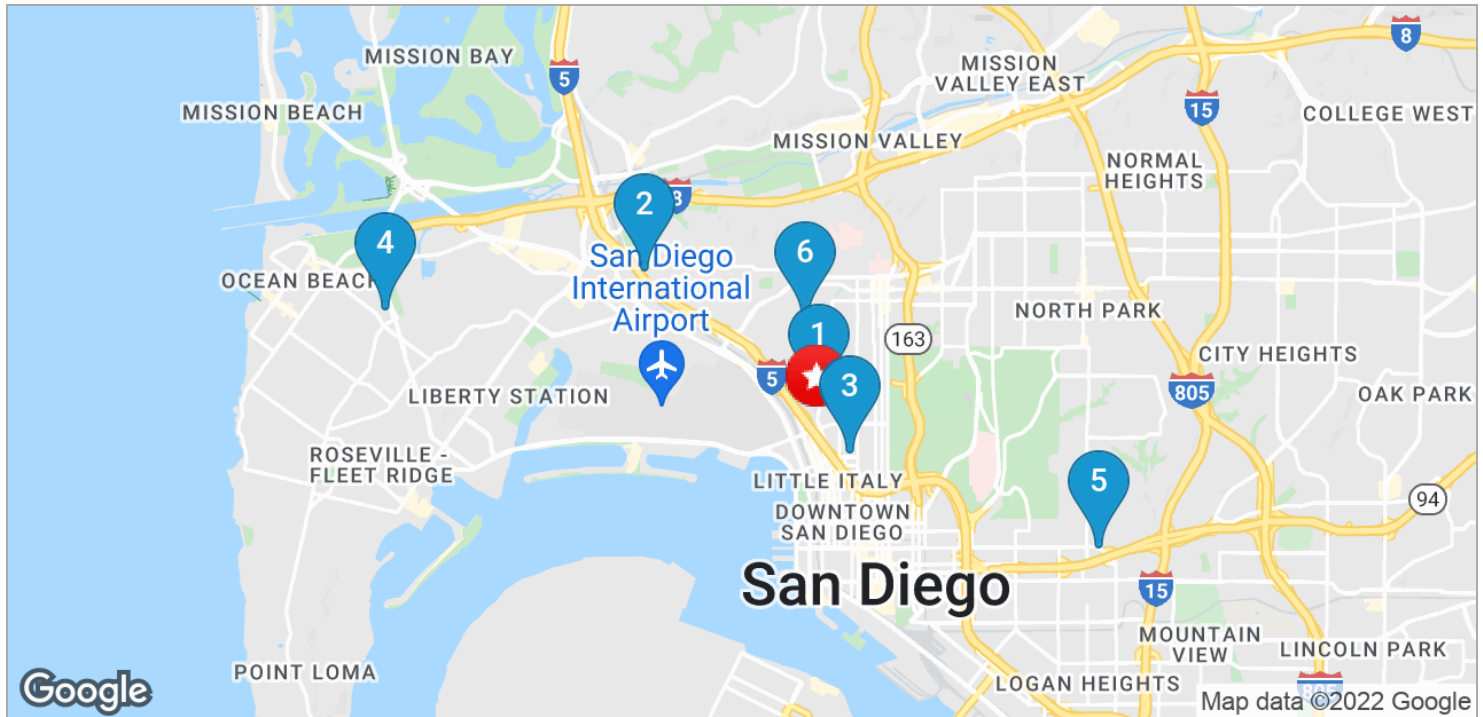 MISSION BAY
5
8
MISSION
VALLEY EAST
MISSION BEACH
15
COLLEGE WEST
MISSION VALLEY
NORMAL
HEIGHTS
2
8
4
6
OCEAN BEACH
San Diego
International
Airport
NORTH PARK
1
163
CITY HEIGHTS
5
3
805
LIBERTY STATION
OAK PARK
ROSEVILLE -
FLEET RIDGE
LITTLE ITALY
5
94
DOWNTOWN
SAN DIEGO
San Diego
15
MOUNTAIN
VIEW
LINCOLN PARK
POINT LOMA
LOGAN HEIGHTS
805
Google
Map data ©2022 Google